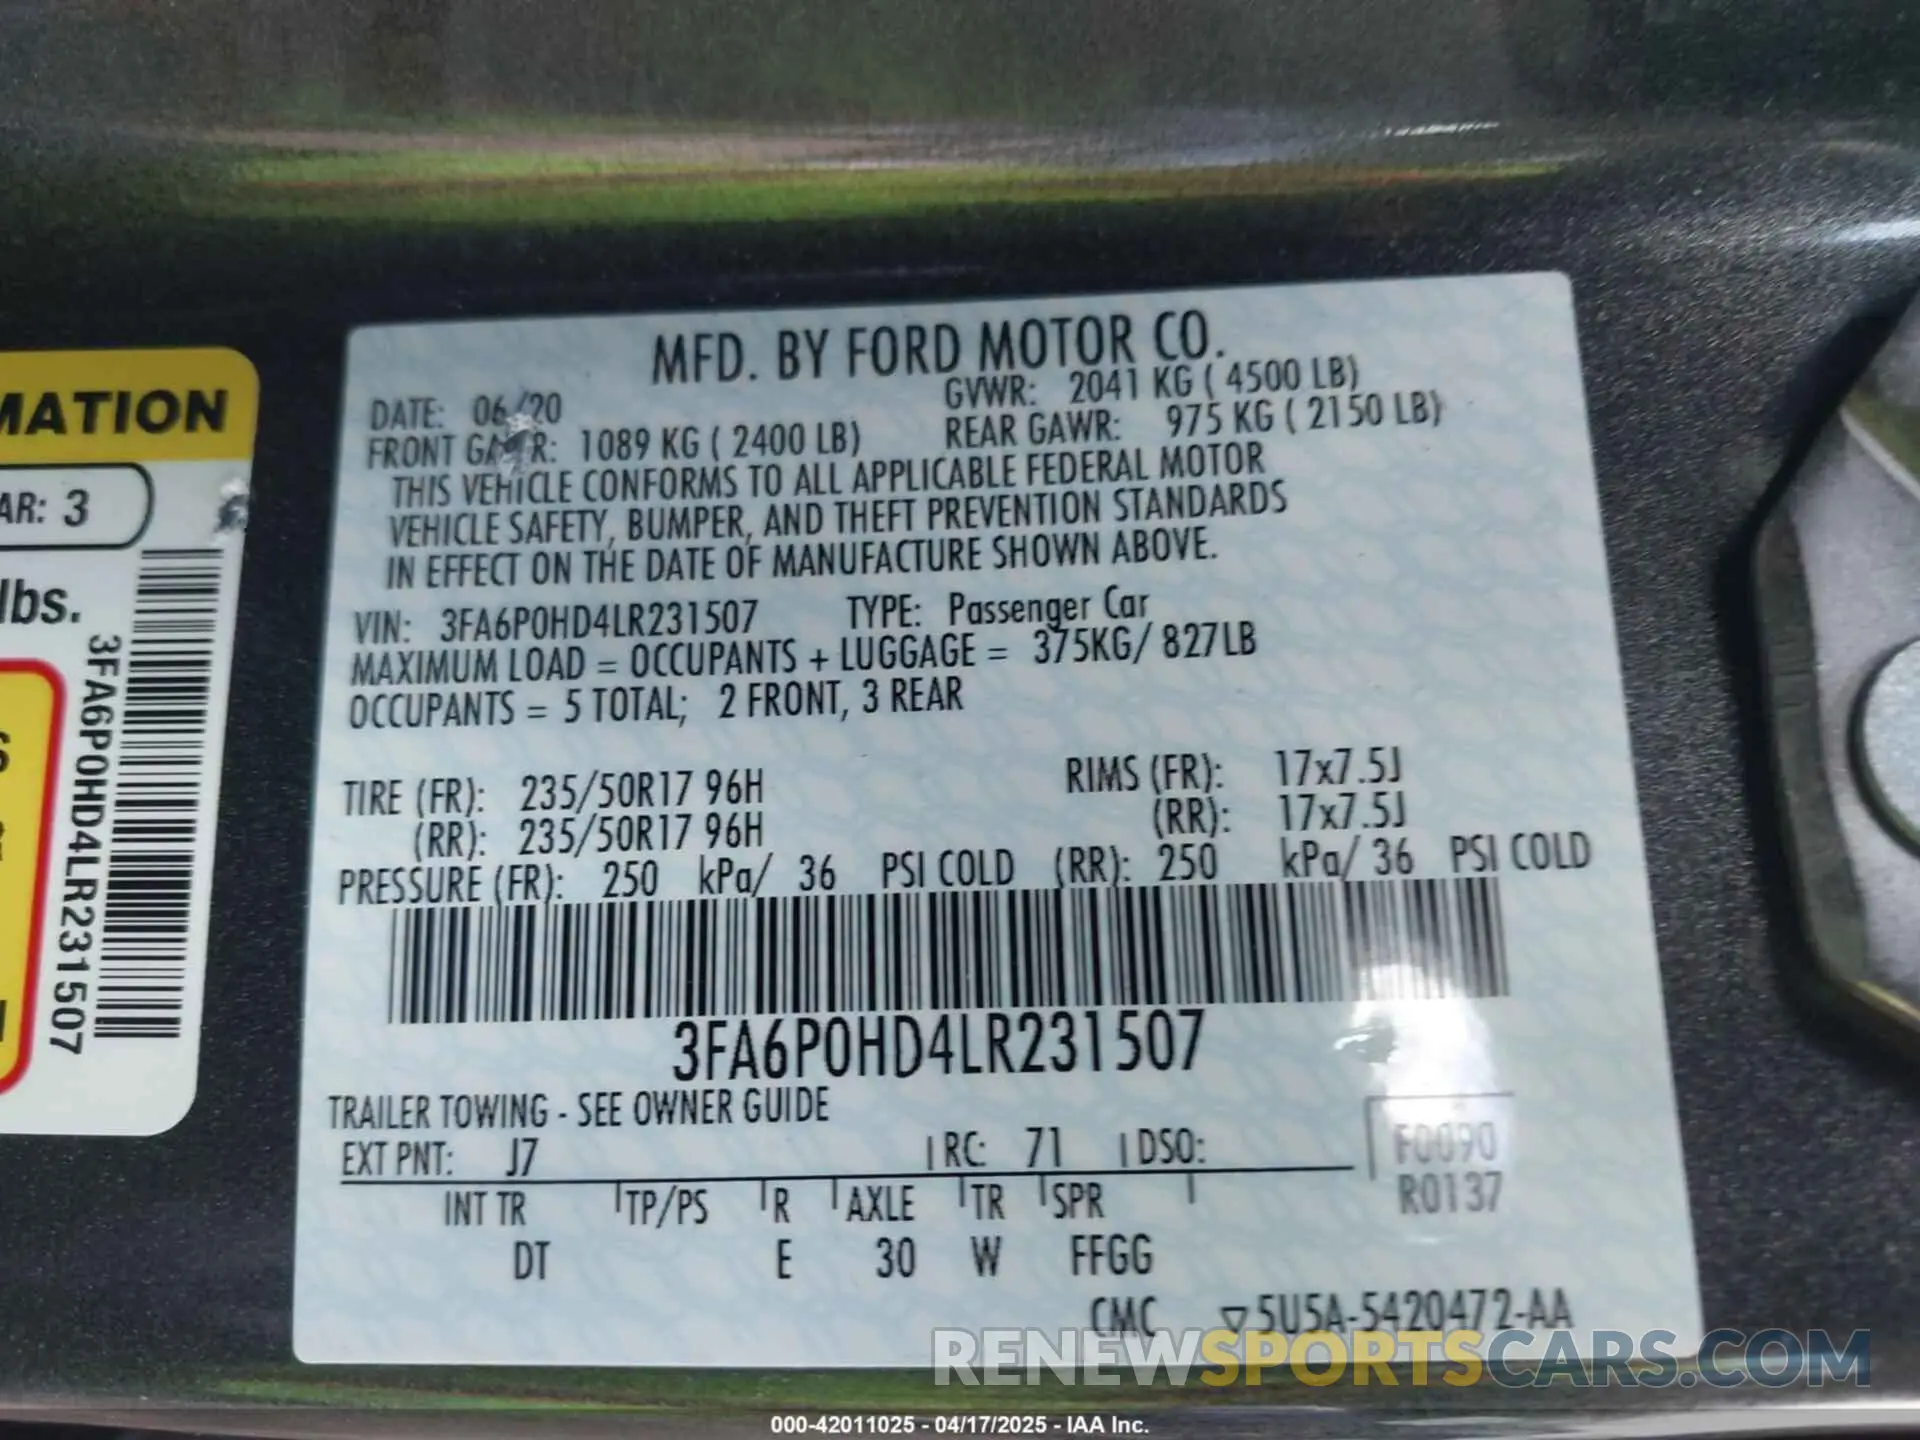 MFD. BY FORD MOTOR CO.
DATE: 06/20
GVWR: 2041 KG ( 4500 LB)
FRONT GAWR: 1089 KG ( 2400 LB)
REAR GAWR: 975 KG ( 2150 LB)
THIS VEHICLE CONFORMS TO ALL APPLICABLE FEDERAL MOTOR
VEHICLE SAFETY, BUMPER, AND THEFT PREVENTION STANDARDS
IN EFFECT ON THE DATE OF MANUFACTURE SHOWN ABOVE.
VIN: 3FA6P0HD4LR231507 TYPE: Passenger Car
MAXIMUM LOAD = OCCUPANTS + LUGGAGE = 375KG/ 827LB
OCCUPANTS = 5 TOTAL; 2 FRONT, 3 REAR
TIRE (FR): 235/50R17 96H RIMS (FR): 17x7.5J
(RR): 235/50R17 96H (RR): 17x7.5J
PRESSURE (FR): 250 kPa/ 36 PSI COLD (RR): 250 kPa/ 36 PSI COLD
3FA6P0HD4LR231507
TRAILER TOWING - SEE OWNER GUIDE
EXT PNT: J7 RC: 71 DSO: F0090
R0137
INT TR TP/PS R AXLE TR SPR
DT E 30 W FFGG
CMC ▽5U5A-5420472-AA
MATION
AR: 3
lbs.
3FA6P0HD4LR231507
RENEWSPORTSCARS.COM
000-42011025 - 04/17/2025 - IAA Inc.